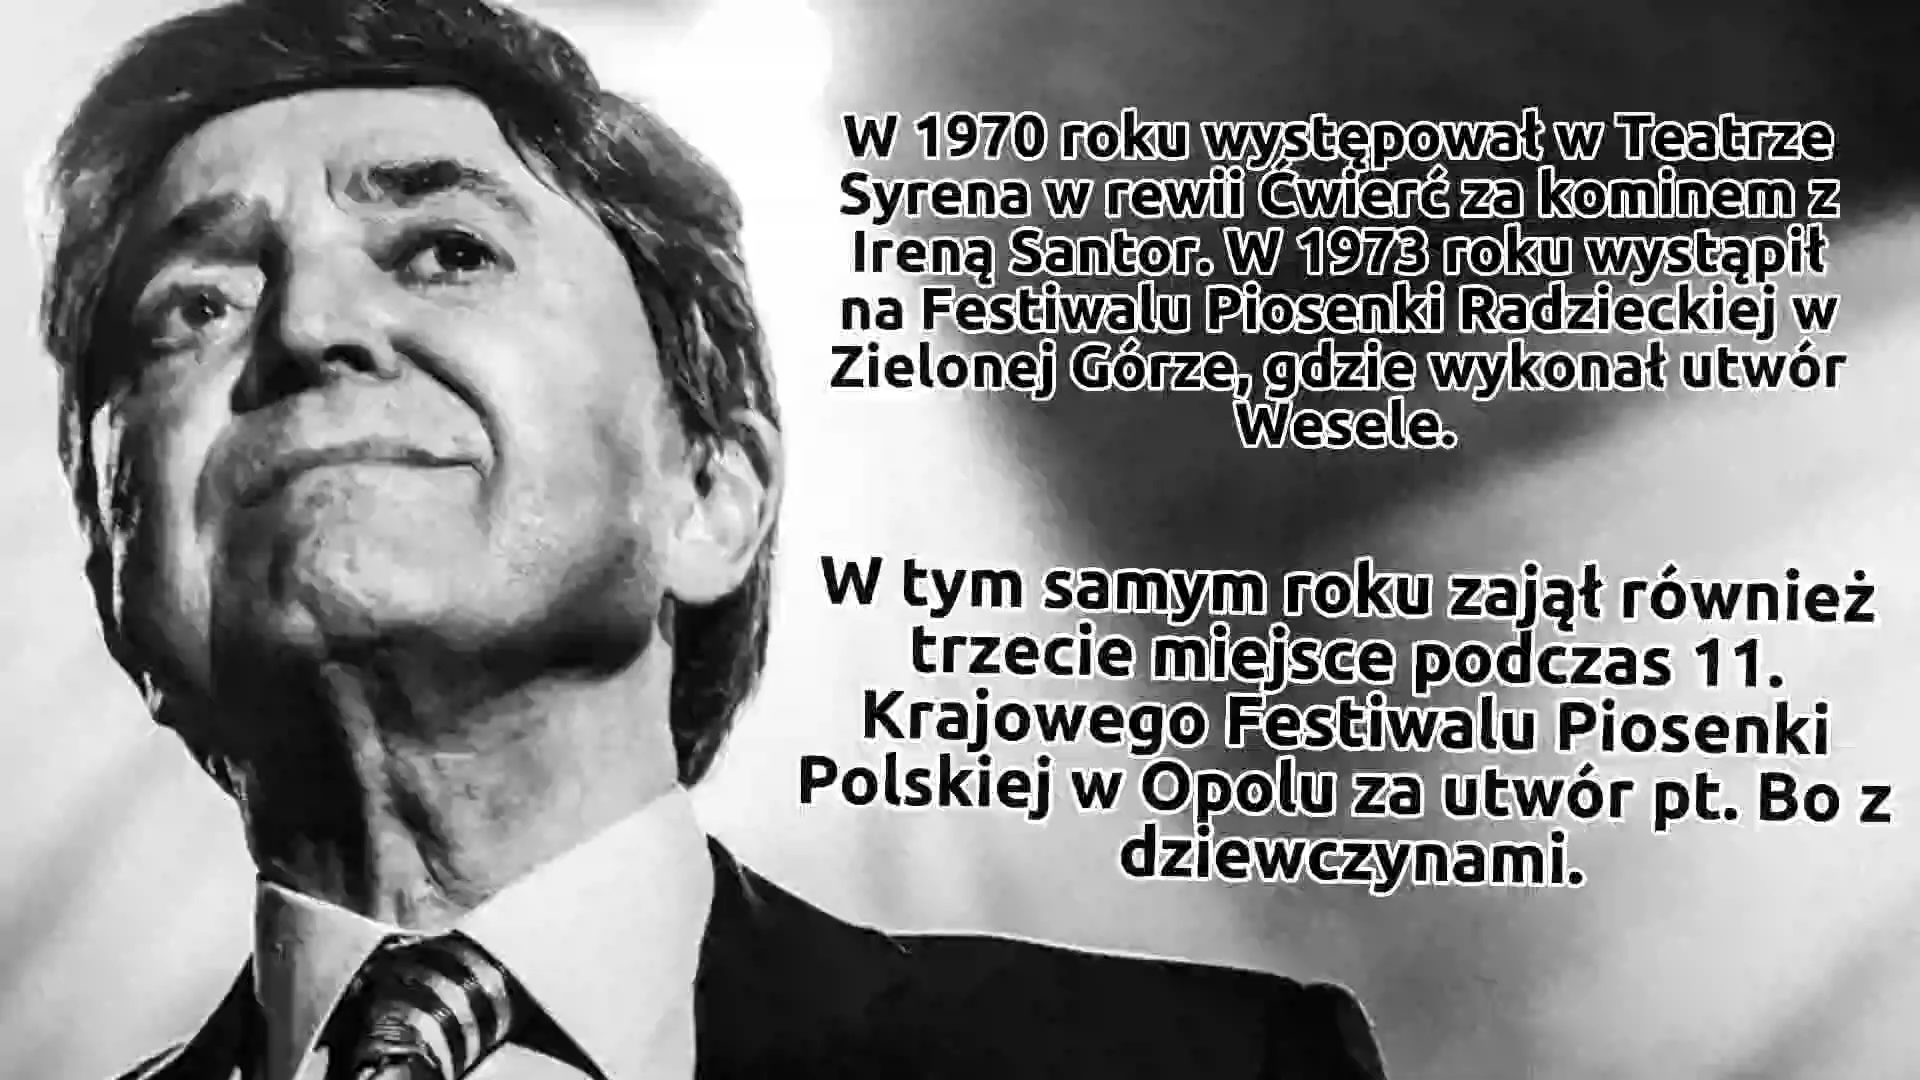 W 1970 roku występował w Teatrze
Syrena w rewii Ćwierć za kominem z
Ireną Santor. W 1973 roku wystąpił
na Festiwalu Piosenki Radzieckiej w
Zielonej Górze, gdzie wykonał utwór
Wesele.
W tym samym roku zajął również
trzecie miejsce podczas 11.
Krajowego Festiwalu Piosenki
Polskiej w Opolu za utwór pt. Bo z
dziewczynami.